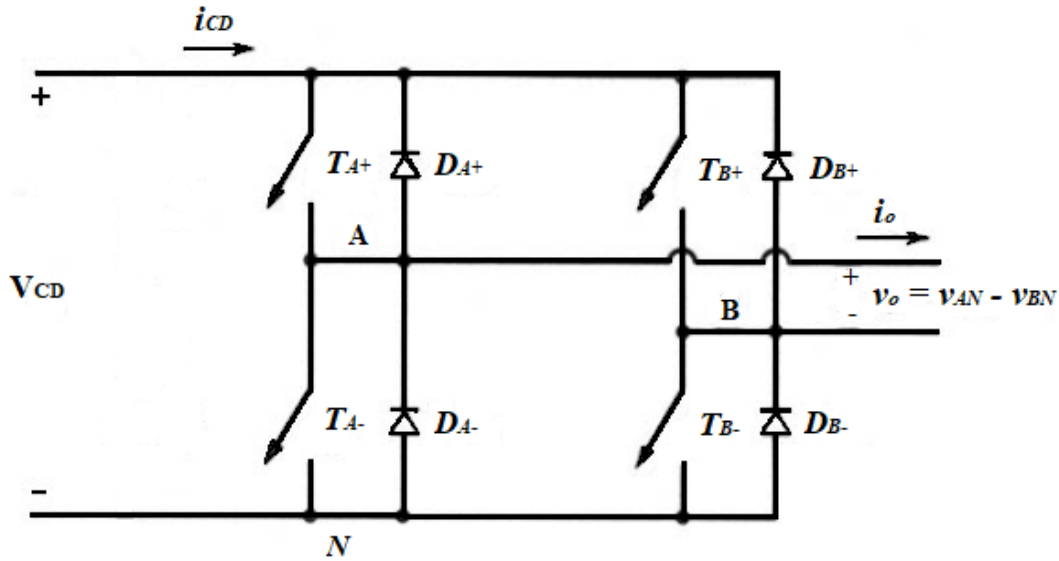 iCD
+
TA+ DA+ TB+ DB+
io
A
VCD
+
vo = vAN - vBN
B
-
TA- DA- TB- DB-
–
N